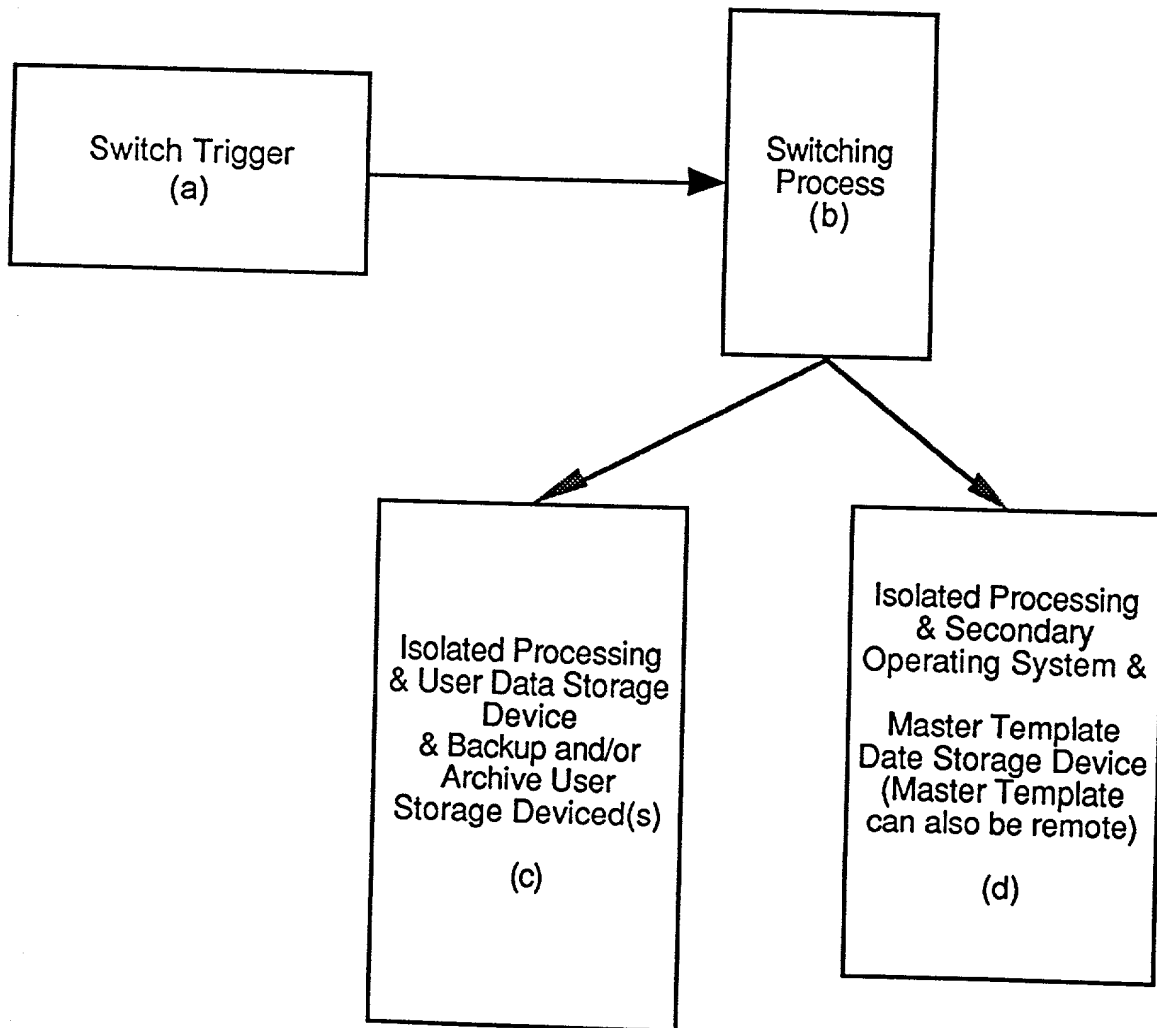 Switch Trigger
(a)
Switching
Process
(b)
Isolated Processing
& User Data Storage
Device
& Backup and/or
Archive User
Storage Deviced(s)
(c)
Isolated Processing
& Secondary
Operating System &
Master Template
Date Storage Device
(Master Template
can also be remote)
(d)